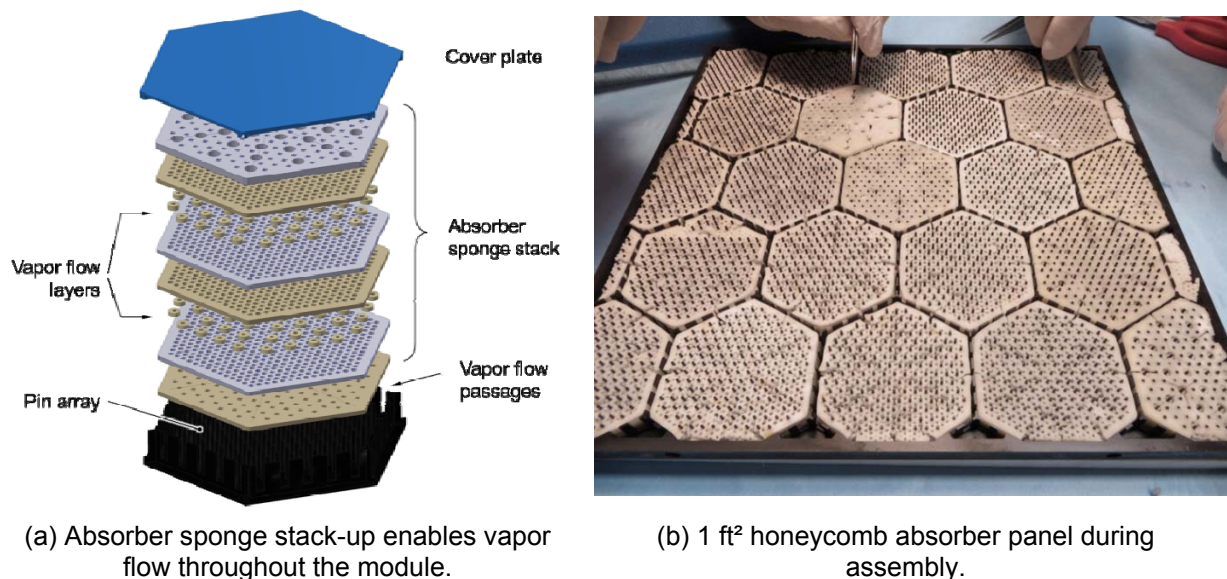 Cover plate
Absorber
sponge stack
Vapor flow
layers
Vapor flow
passages
Pin array
(a) Absorber sponge stack-up enables vapor
flow throughout the module.
(b) 1 ft² honeycomb absorber panel during
assembly.